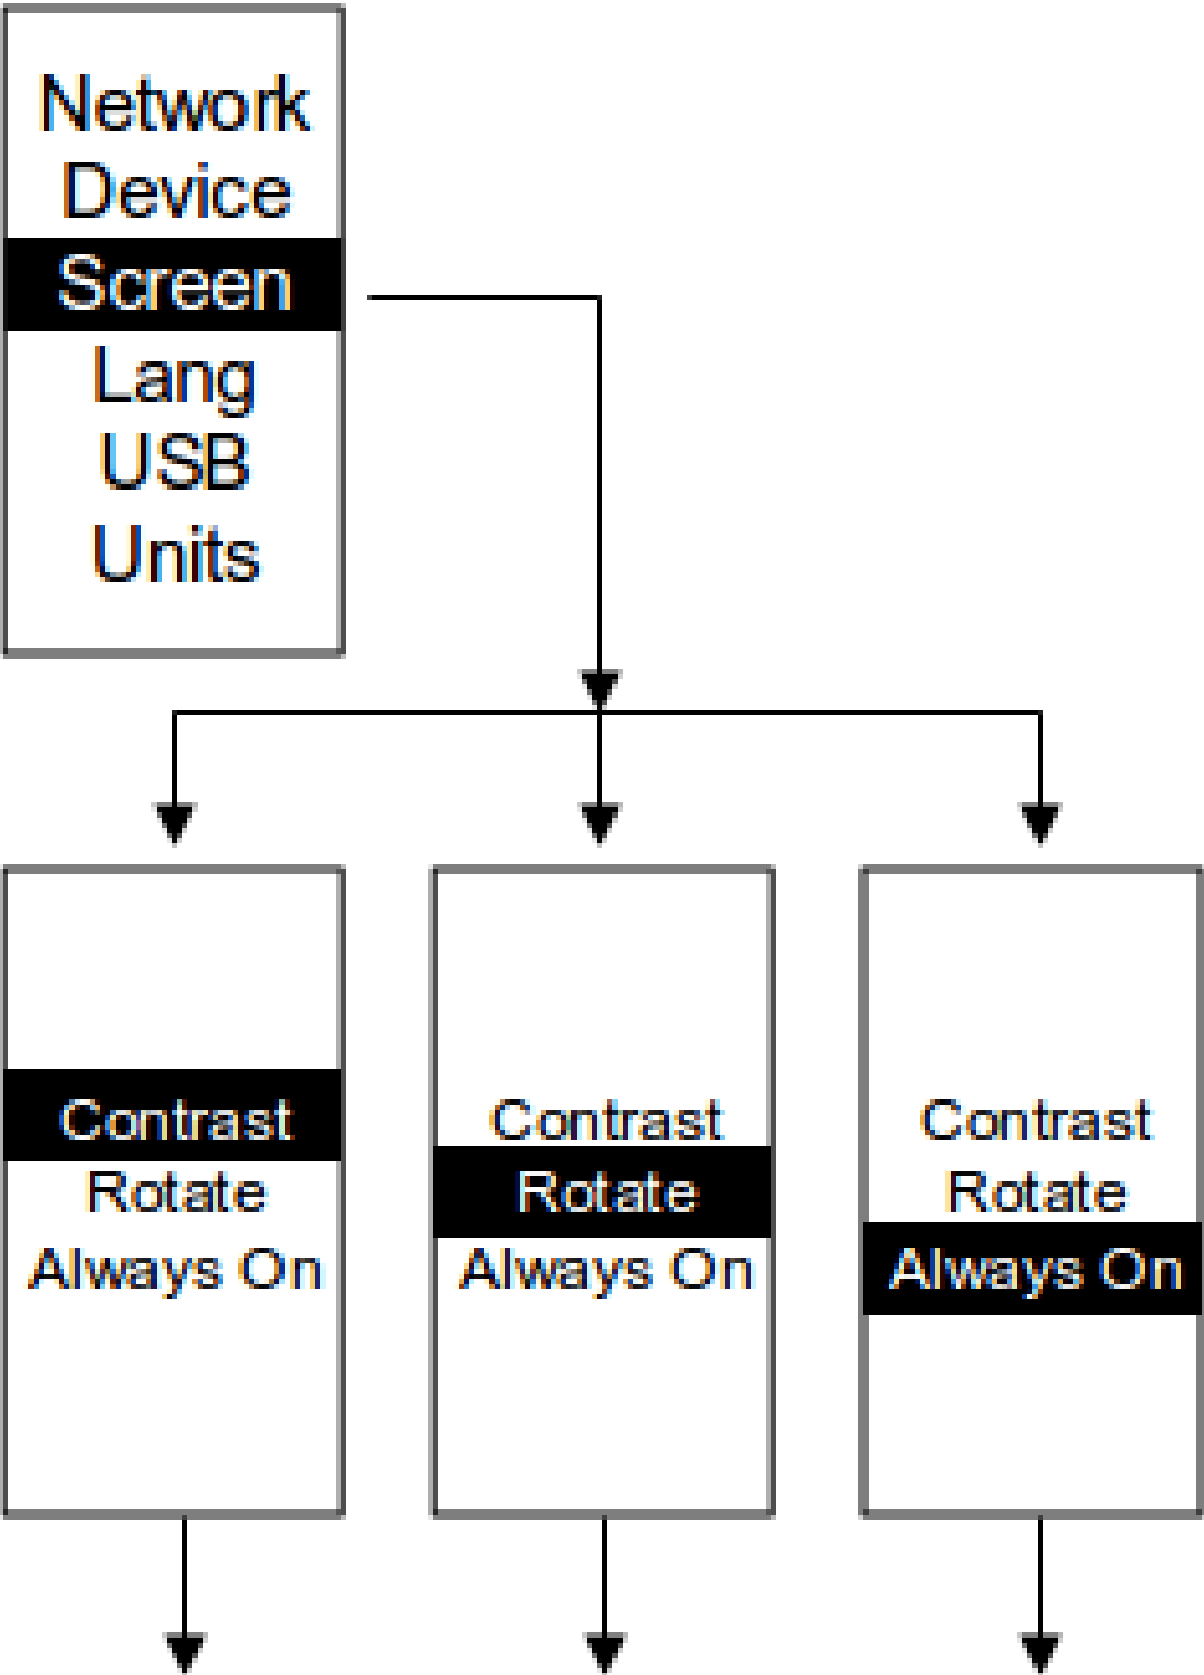 Network
Device
Screen
Lang
USB
Units
Contrast
Rotate
Always On
Contrast
Rotate
Always On
Contrast
Rotate
Always On